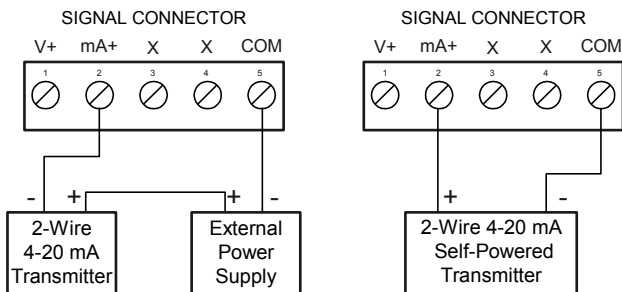 SIGNAL CONNECTOR
V+ mA+ X X COM
1 2 3 4 5
- + + -
2-Wire
4-20 mA
Transmitter
External
Power
Supply
SIGNAL CONNECTOR
V+ mA+ X X COM
1 2 3 4 5
+ -
2-Wire 4-20 mA
Self-Powered
Transmitter